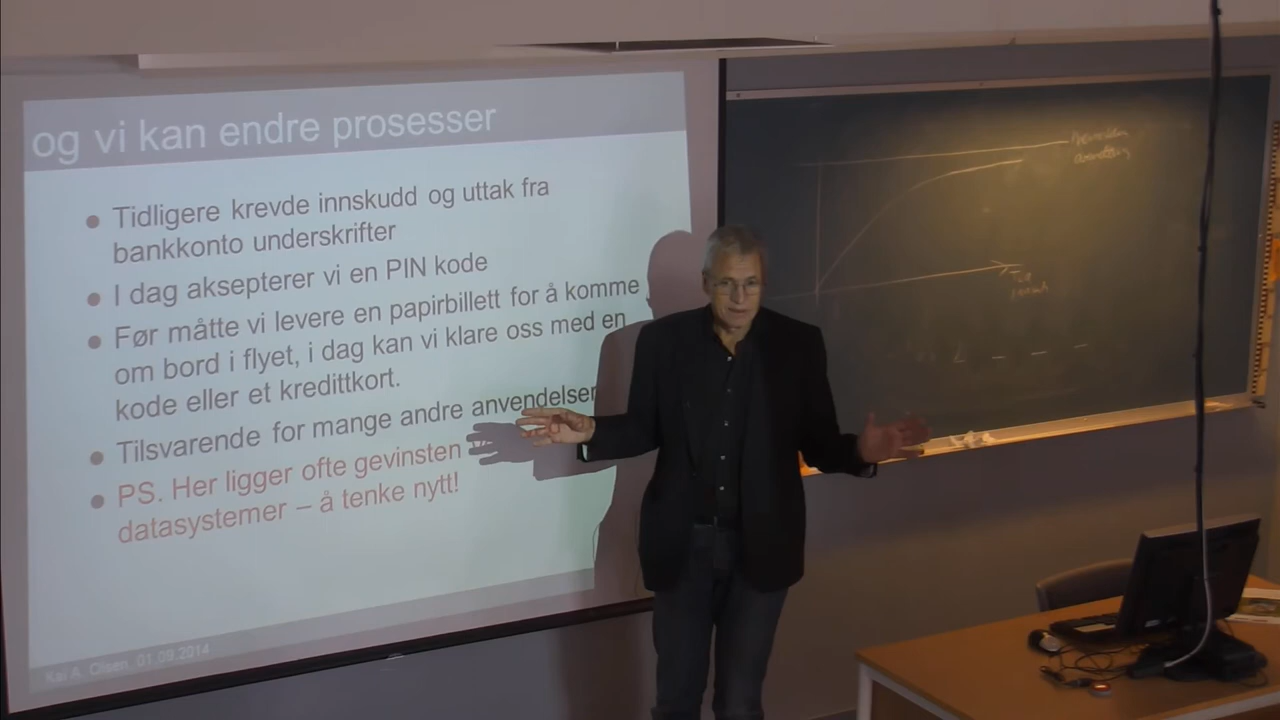 og vi kan endre prosesser
Tidligere krevde innskudd og uttak fra
bankkonto underskrifter
I dag aksepterer vi en PIN kode
Før måtte vi levere en papirbillett for å komme
om bord i flyet, i dag kan vi klare oss med en
kode eller et kredittkort.
Tilsvarende for mange andre anvendelser
PS. Her ligger ofte gevinsten
datasystemer – å tenke nytt!
Kai A. Olsen, 01.09.2014